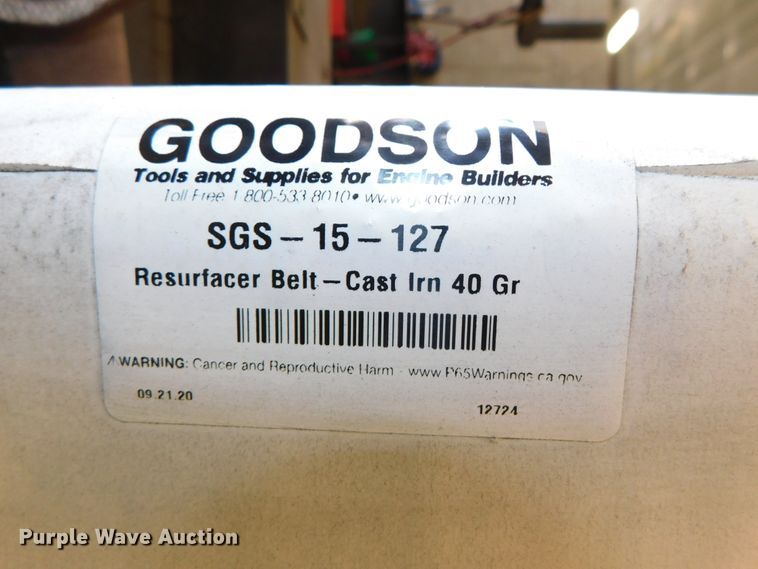 GOODSON
Tools and Supplies for Engine Builders
Toll Free 1 800-533 8010 • www.goodson.com
SGS-15-127
Resurfacer Belt-Cast Irn 40 Gr
⚠WARNING: Cancer and Reproductive Harm - www.P65Warnings.ca.gov
09.21.20
12724
Purple Wave Auction